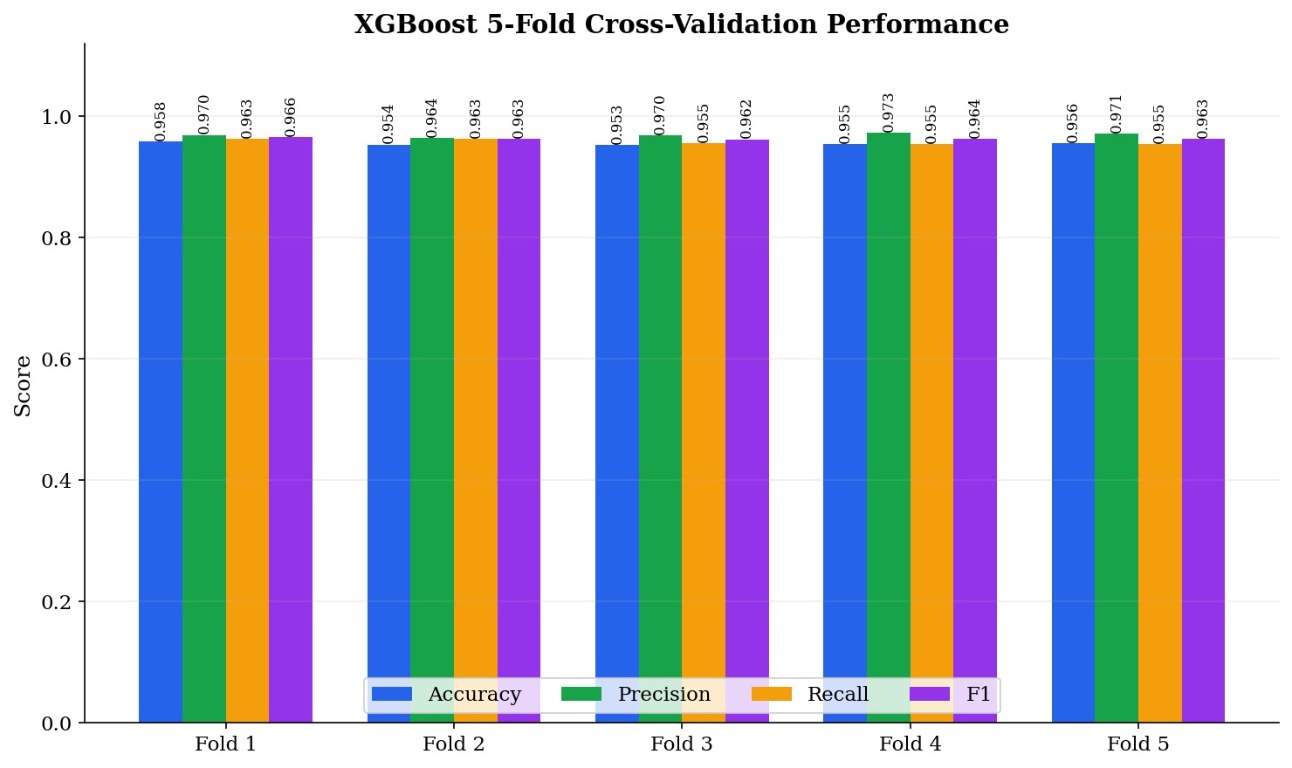 XGBoost 5-Fold Cross-Validation Performance
Score
1.0
0.8
0.6
0.4
0.2
0.0
0.958 0.970 0.963 0.966 0.954 0.964 0.963 0.963 0.953 0.970 0.955 0.962 0.955 0.973 0.955 0.964 0.956 0.971 0.955 0.963
Accuracy Precision Recall F1
Fold 1 Fold 2 Fold 3 Fold 4 Fold 5